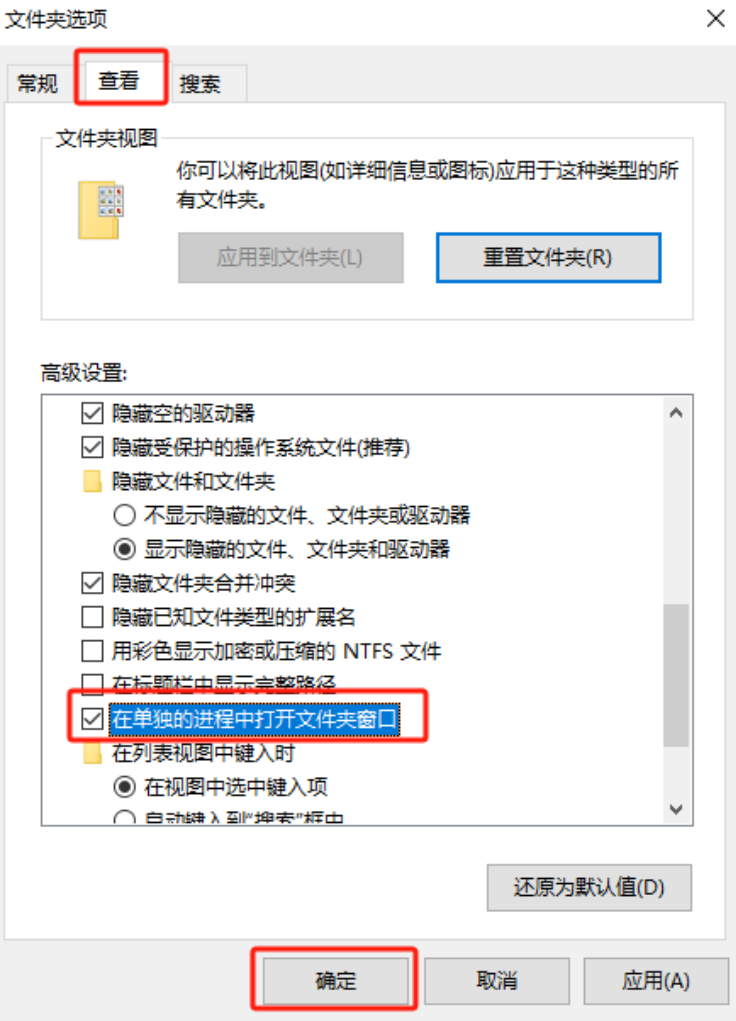 文件夹选项
常规
查看
搜索
文件夹视图
你可以将此视图(如详细信息或图标)应用于这种类型的所
有文件夹。
应用到文件夹(L)
重置文件夹(R)
高级设置:
隐藏空的驱动器
隐藏受保护的操作系统文件(推荐)
隐藏文件和文件夹
不显示隐藏的文件、文件夹或驱动器
显示隐藏的文件、文件夹和驱动器
隐藏文件夹合并冲突
隐藏已知文件类型的扩展名
用彩色显示加密或压缩的 NTFS 文件
在标题栏中显示完整路径
在单独的进程中打开文件夹窗口
在列表视图中键入时
在视图中选中键入项
自动键入到“搜索”框中
还原为默认值(D)
确定
取消
应用(A)